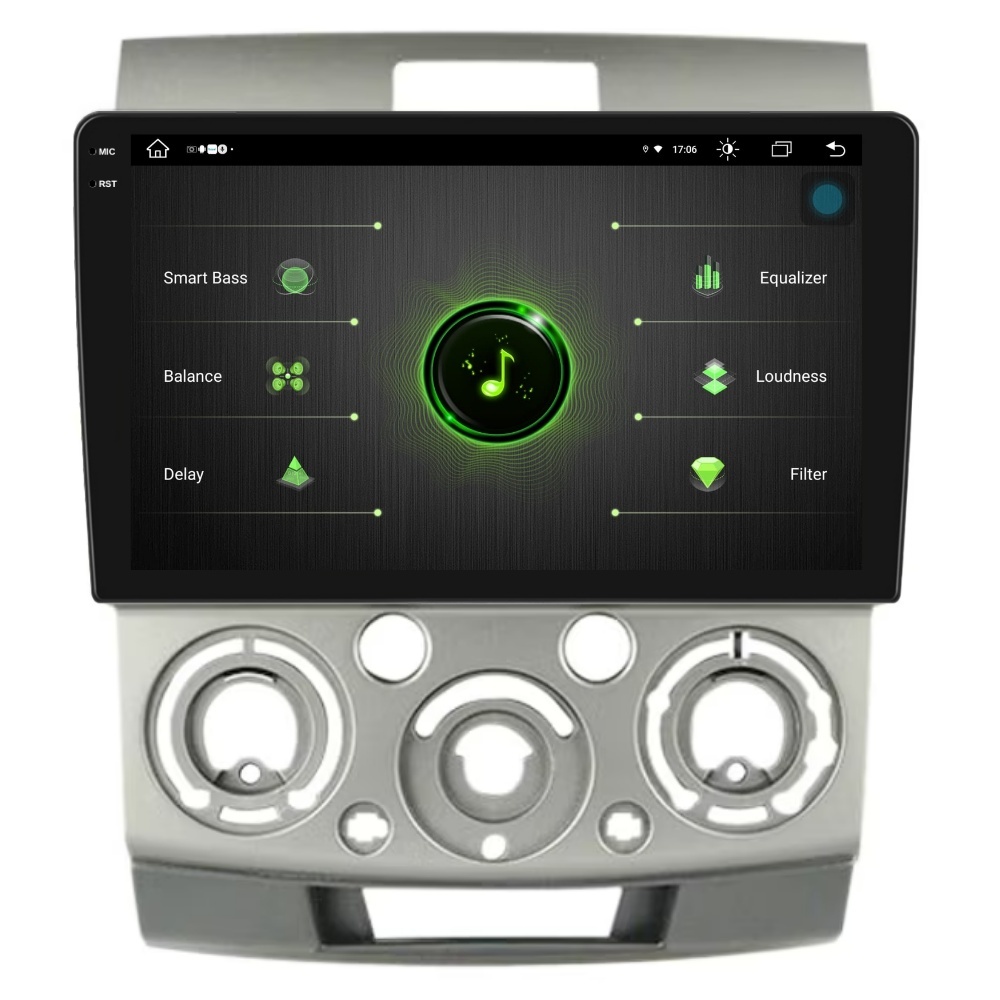 MIC
17:06
RST
Smart Bass
Equalizer
Balance
Loudness
Delay
Filter